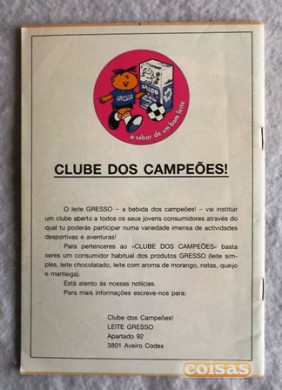 GRESSO
GRESSO
o sabor de um bom leite
CLUBE DOS CAMPEÕES!
O leite GRESSO – a bebida dos campeões! – vai instituir
um clube aberto a todos os seus jovens consumidores através do
qual tu poderás participar numa variedade imensa de actividades
desportivas e aventuras!
Para pertenceres ao «CLUBE DOS CAMPEÕES» basta
seres um consumidor habitual dos produtos GRESSO (leite sim-
ples, leite chocolatado, leite com aroma de morango, natas, queijo
e manteiga).
Está atento às nossas notícias.
Para mais informações escreve-nos para:
Clube dos Campeões!
LEITE GRESSO
Apartado 92
3801 Aveiro Codex
coisas